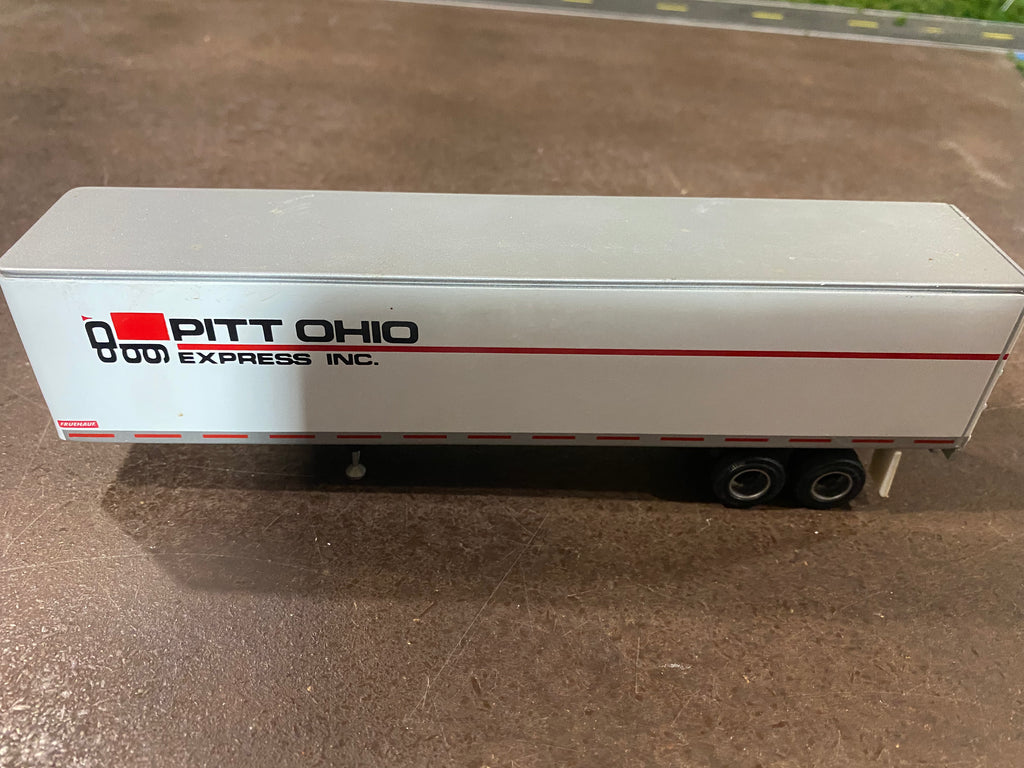 PITT OHIO
EXPRESS INC.
FRUEHAUF